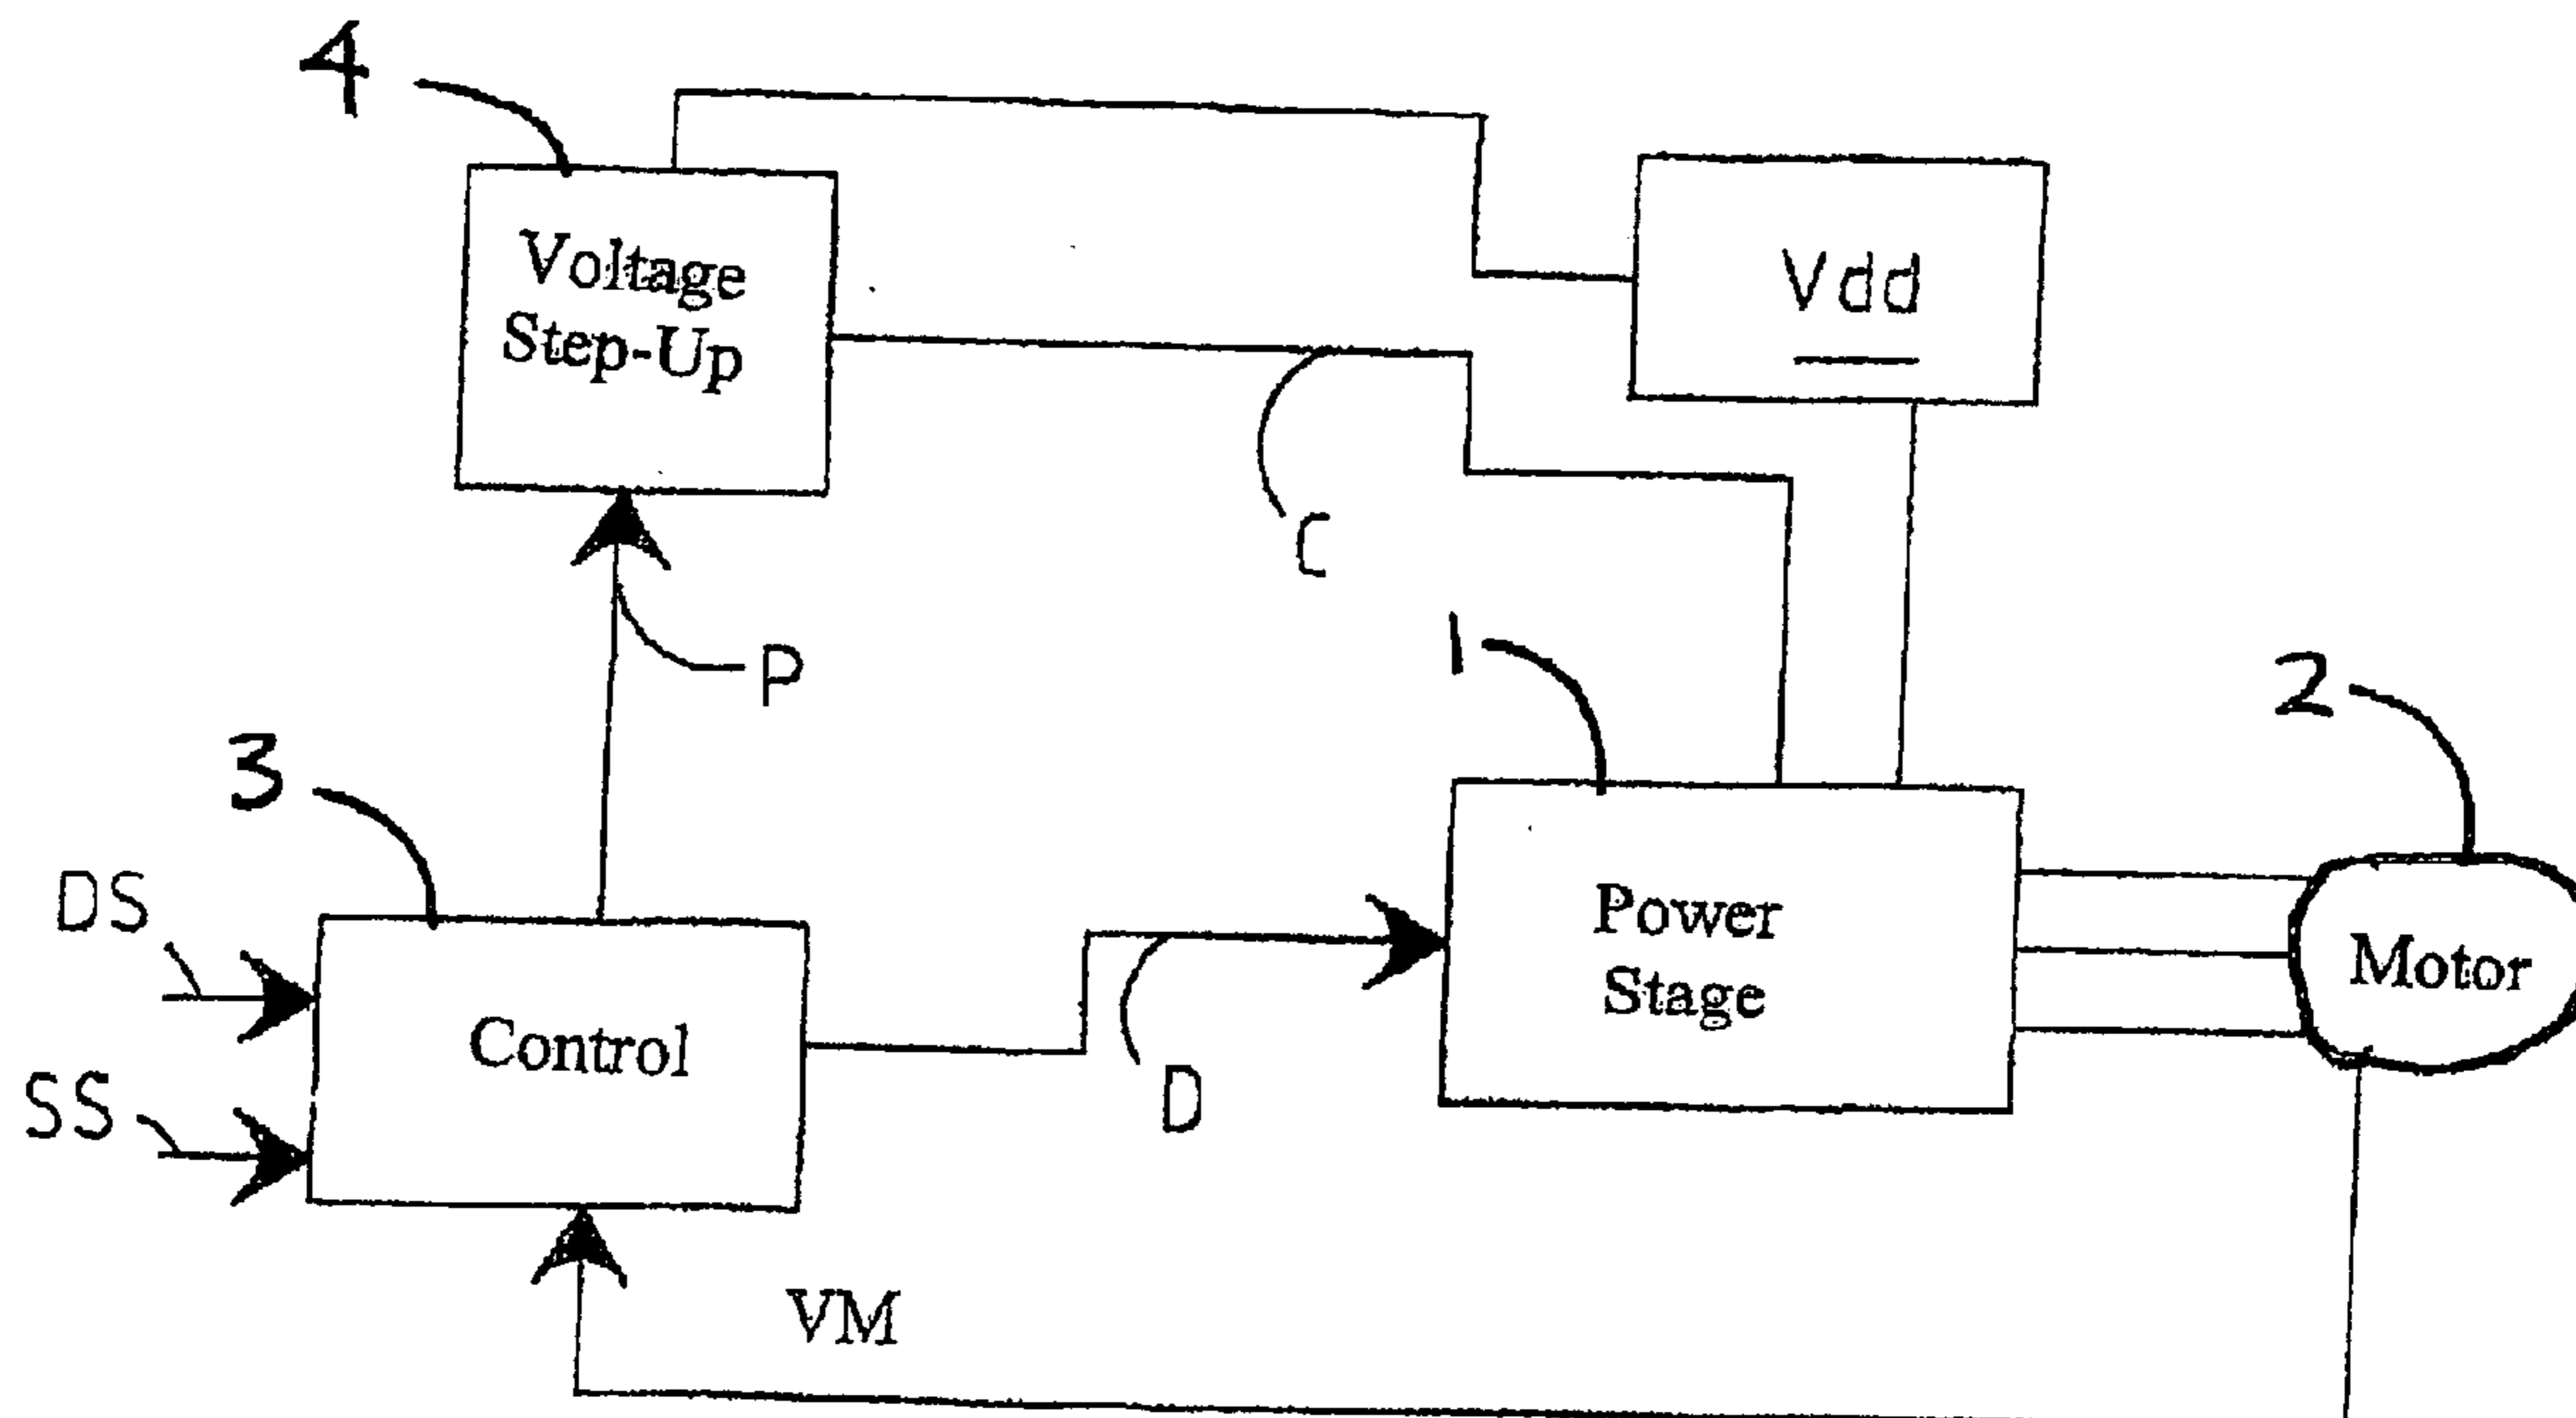 4
Voltage
Step-Up
Vdd
C
P
1
2
3
DS
SS
Control
D
Power
Stage
Motor
VM